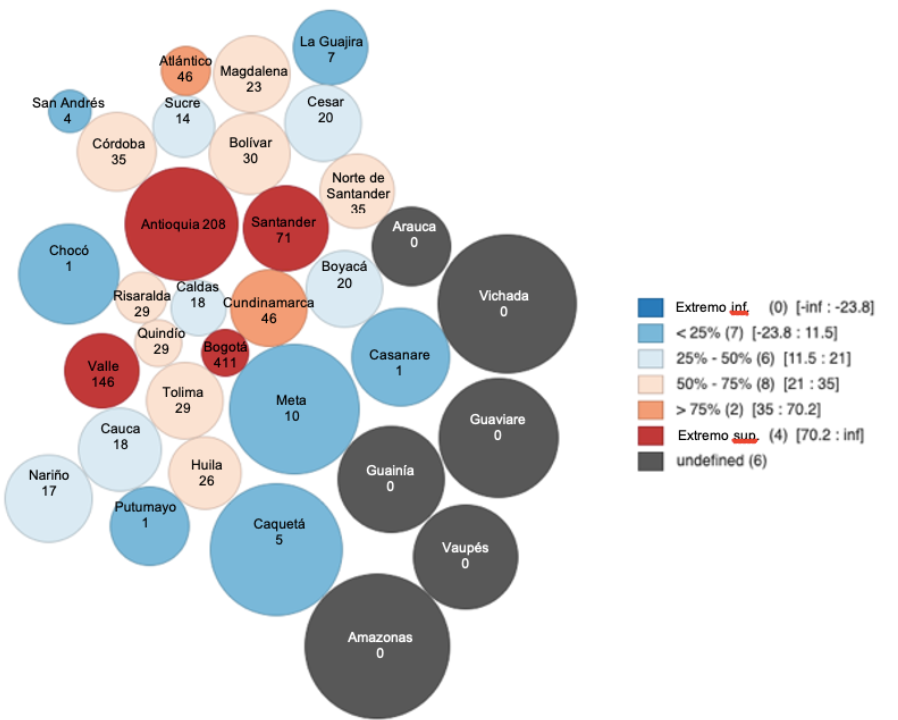 La Guajira
7
Atlántico
46
Magdalena
23
San Andrés
4
Sucre
14
Cesar
20
Córdoba
35
Bolívar
30
Norte de
Santander
35
Antioquia 208
Santander
71
Arauca
0
Chocó
1
Boyacá
20
Risaralda
29
Caldas
18
Cundinamarca
46
Vichada
0
Quindío
29
Bogotá
411
Casanare
1
Valle
146
Tolima
29
Meta
10
Guaviare
0
Cauca
18
Nariño
17
Huila
26
Guainía
0
Putumayo
1
Caquetá
5
Vaupés
0
Amazonas
0
Extremo inf. (0) [-inf : -23.8]
< 25% (7) [-23.8 : 11.5]
25% - 50% (6) [11.5 : 21]
50% - 75% (8) [21 : 35]
> 75% (2) [35 : 70.2]
Extremo sup. (4) [70.2 : inf]
undefined (6)